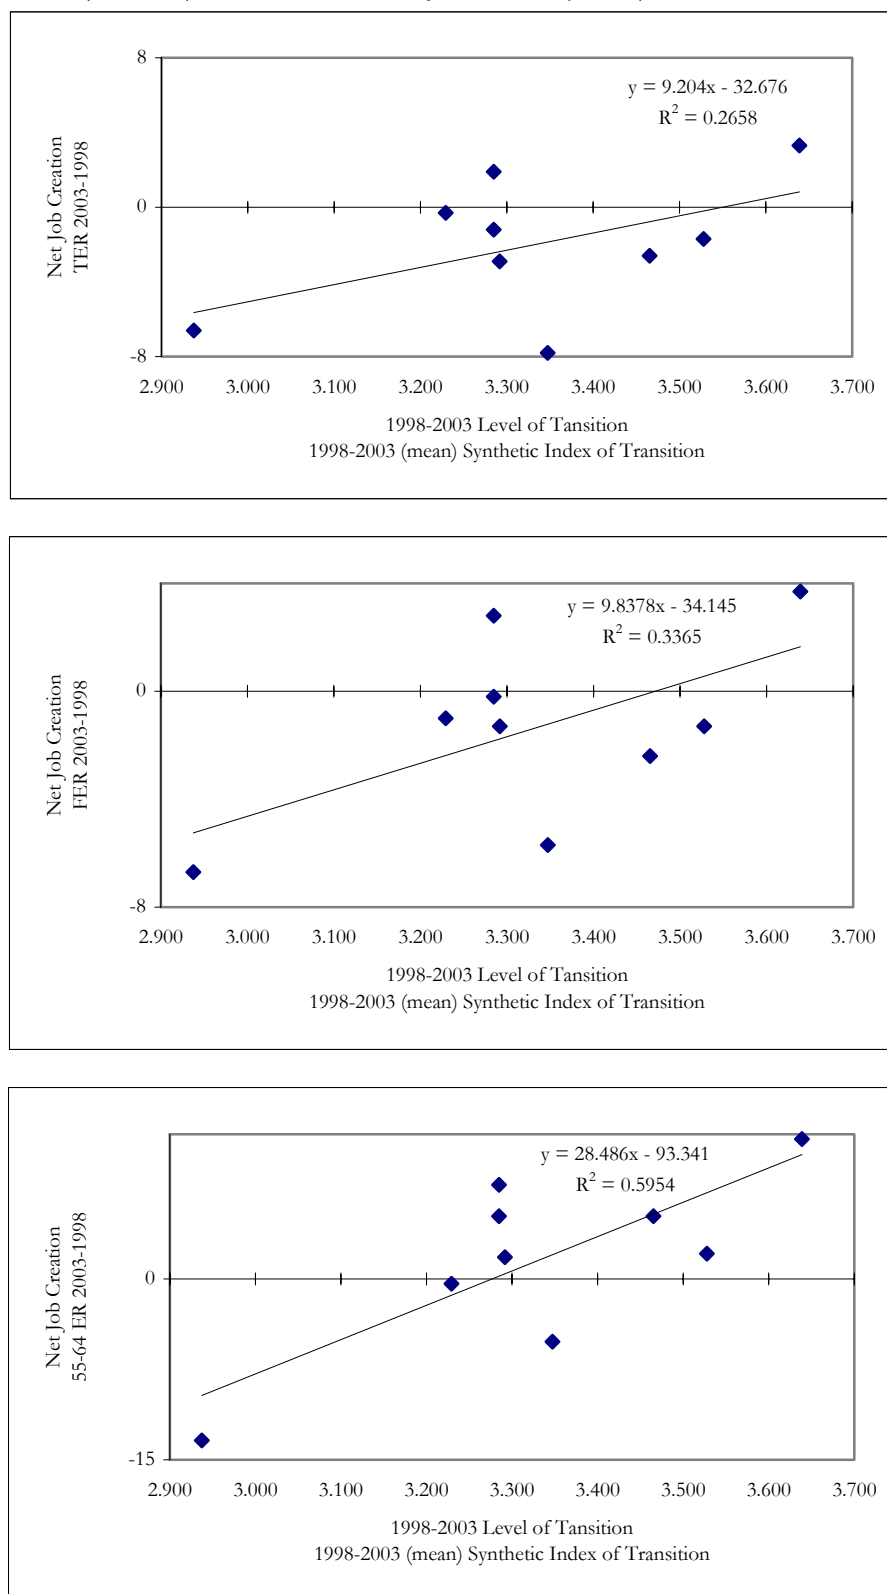 8
y = 9.204x - 32.676
R² = 0.2658
Net Job Creation
TER 2003-1998
0
-8
2.900 3.000 3.100 3.200 3.300 3.400 3.500 3.600 3.700
1998-2003 Level of Tansition
1998-2003 (mean) Synthetic Index of Transition
y = 9.8378x - 34.145
R² = 0.3365
Net Job Creation
FER 2003-1998
0
-8
2.900 3.000 3.100 3.200 3.300 3.400 3.500 3.600 3.700
1998-2003 Level of Tansition
1998-2003 (mean) Synthetic Index of Transition
y = 28.486x - 93.341
R² = 0.5954
Net Job Creation
55-64 ER 2003-1998
0
-15
2.900 3.000 3.100 3.200 3.300 3.400 3.500 3.600 3.700
1998-2003 Level of Tansition
1998-2003 (mean) Synthetic Index of Transition